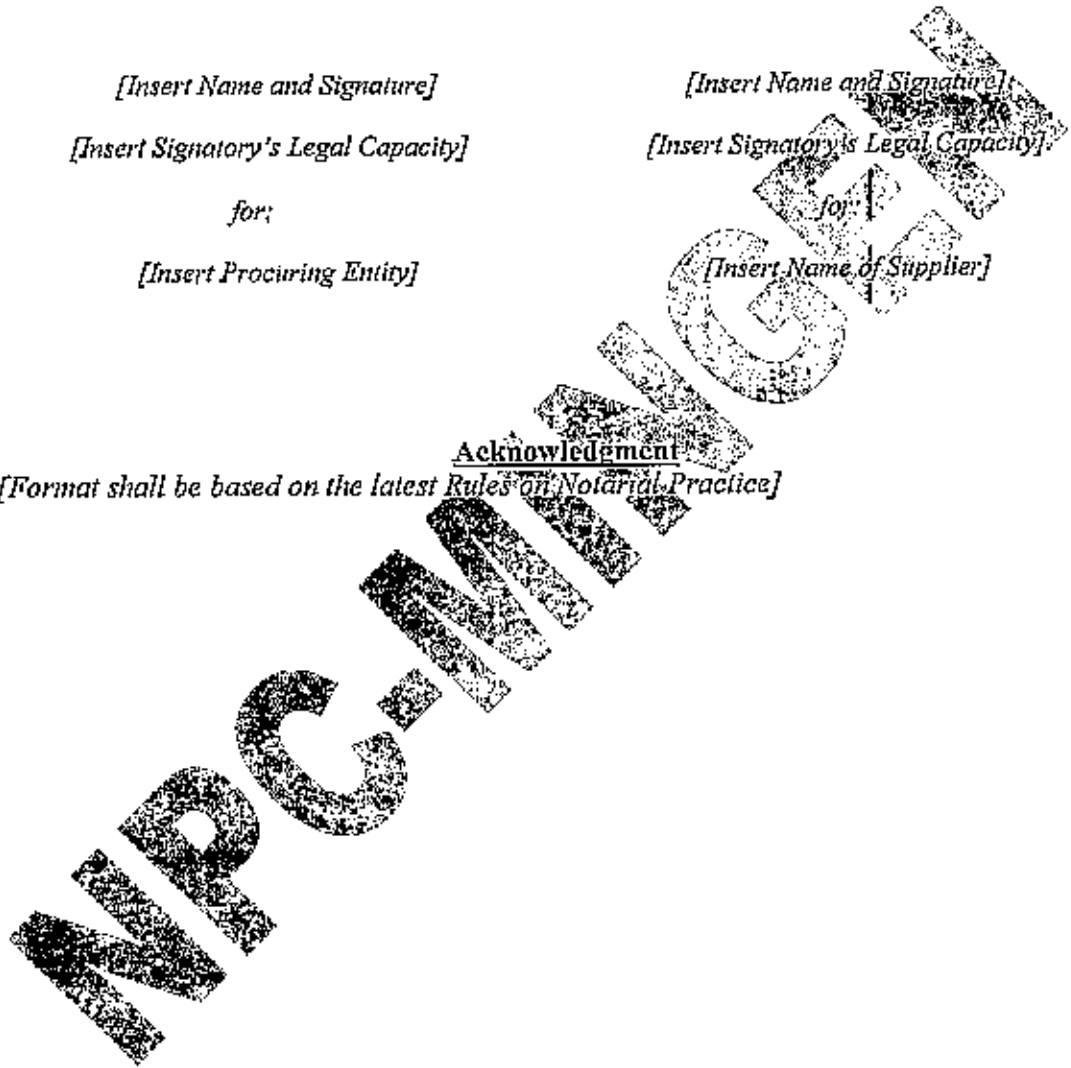 [Insert Name and Signature]
[Insert Signatory's Legal Capacity]
for:
[Insert Procuring Entity]
[Insert Name and Signature]
[Insert Signatory's Legal Capacity]
for:
[Insert Name of Supplier]
Acknowledgment
[Format shall be based on the latest Rules on Notarial Practice]
NPC-MINGEN